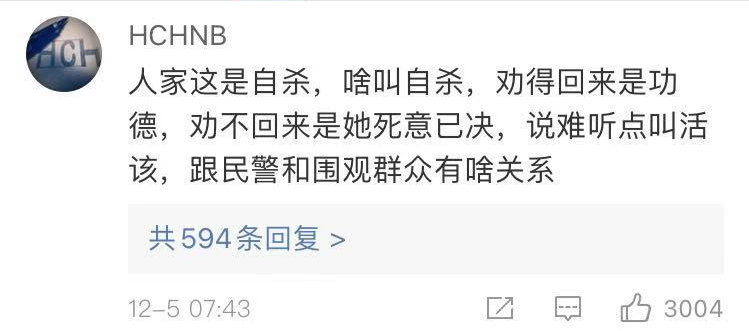 HCH
HCHNB
人家这是自杀，啥叫自杀，劝得回来是功
德，劝不回来是她死意已决，说难听点叫活
该，跟民警和围观群众有啥关系
共594条回复 >
12-5 07:43
3004